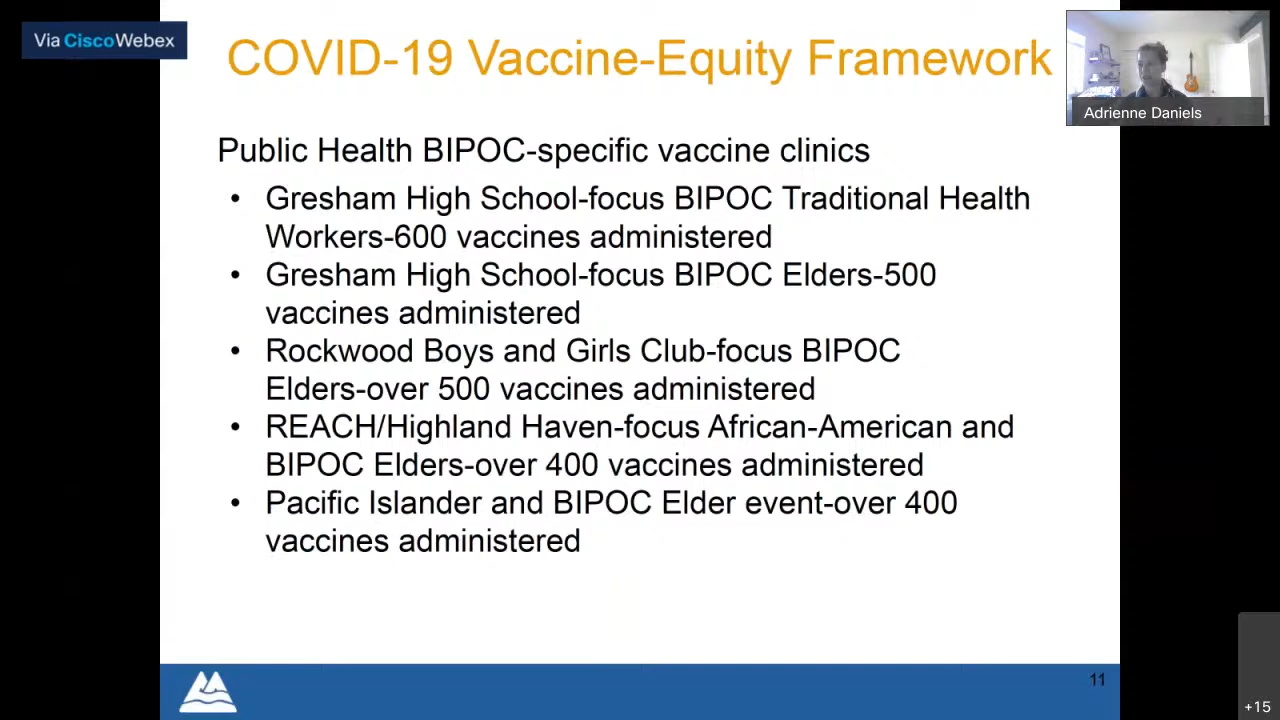 Via CiscoWebex
COVID-19 Vaccine-Equity Framework
Adrienne Daniels
Public Health BIPOC-specific vaccine clinics
• Gresham High School-focus BIPOC Traditional Health
Workers-600 vaccines administered
• Gresham High School-focus BIPOC Elders-500
vaccines administered
• Rockwood Boys and Girls Club-focus BIPOC
Elders-over 500 vaccines administered
• REACH/Highland Haven-focus African-American and
BIPOC Elders-over 400 vaccines administered
• Pacific Islander and BIPOC Elder event-over 400
vaccines administered
11
+15